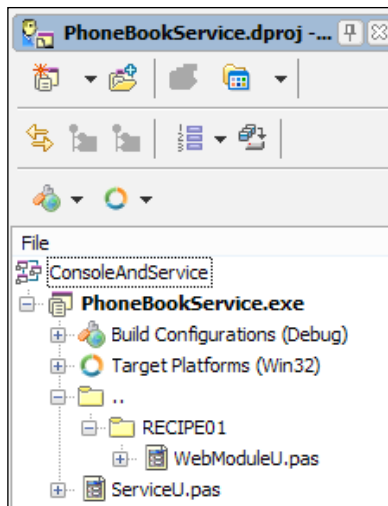 PhoneBookService.dproj -...
File
ConsoleAndService
PhoneBookService.exe
Build Configurations (Debug)
Target Platforms (Win32)
..
RECIPE01
WebModuleU.pas
ServiceU.pas